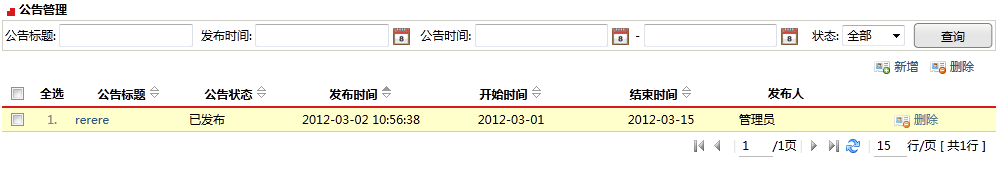 公告管理
公告标题: 发布时间: 公告时间: - 状态: 全部 查询
新增 删除
全选 公告标题 公告状态 发布时间 开始时间 结束时间 发布人
1. rerere 已发布 2012-03-02 10:56:38 2012-03-01 2012-03-15 管理员 删除
1 /1页 15 行/页 [ 共1行 ]